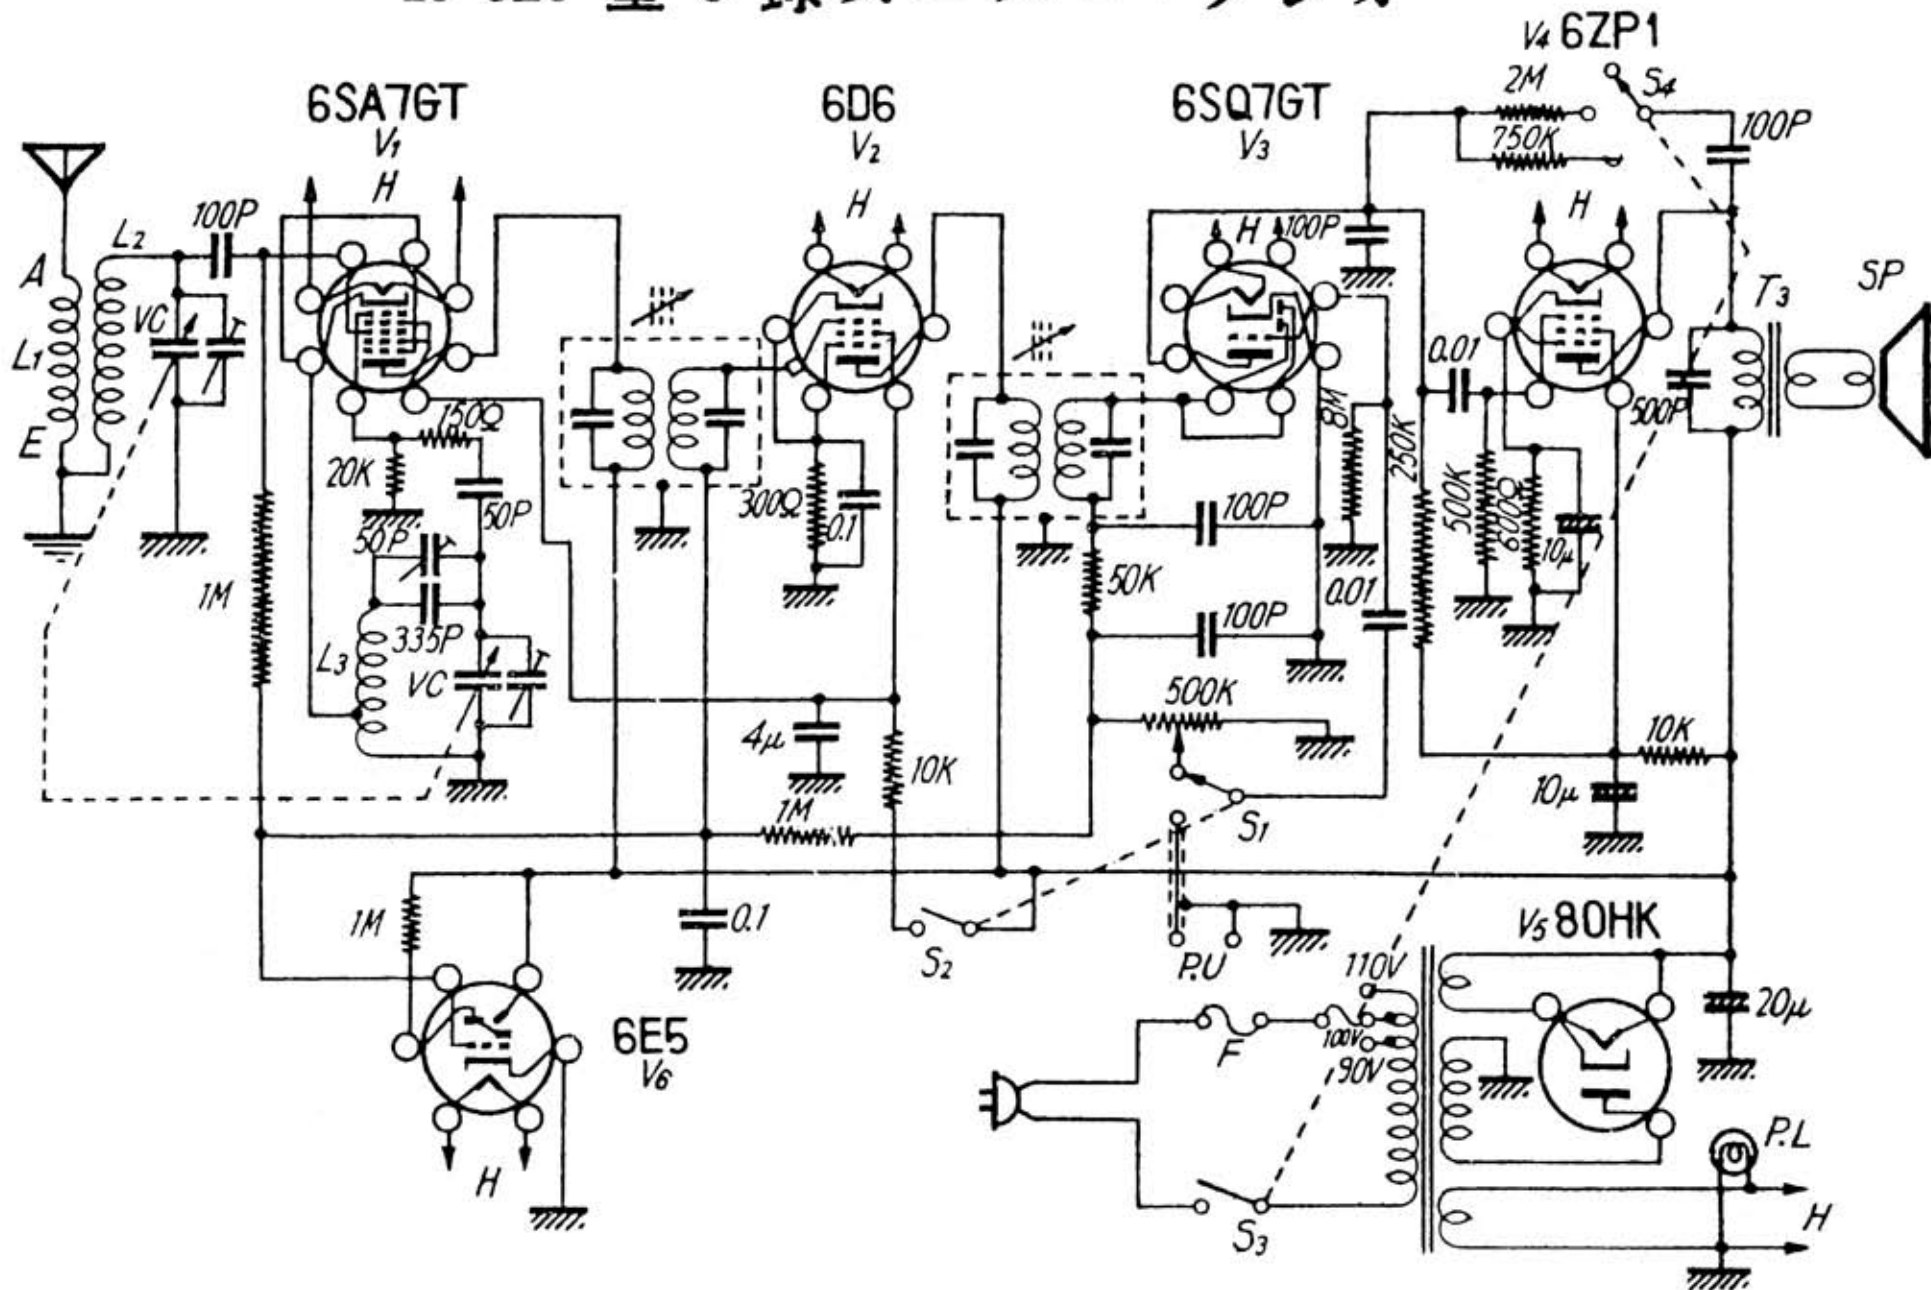 V4 6ZP1
6SA7GT
V1
6D6
V2
6SQ7GT
V3
2M
S4
750K
100P
H
H
H
100P
H
100P
L2
A
VC
L1
E
T3
SP
0.01
500P
150Ω
20K
50P
50P
335P
L3
VC
1M
300Ω
0.1
100P
50K
100P
8M
250K
0.01
500K
600Ω
10μ
500K
4μ
10K
10K
10μ
1M
S1
1M
0.1
S2
P.U
V5 80HK
110V
100V
90V
F
20μ
6E5
V6
H
S3
P.L
H